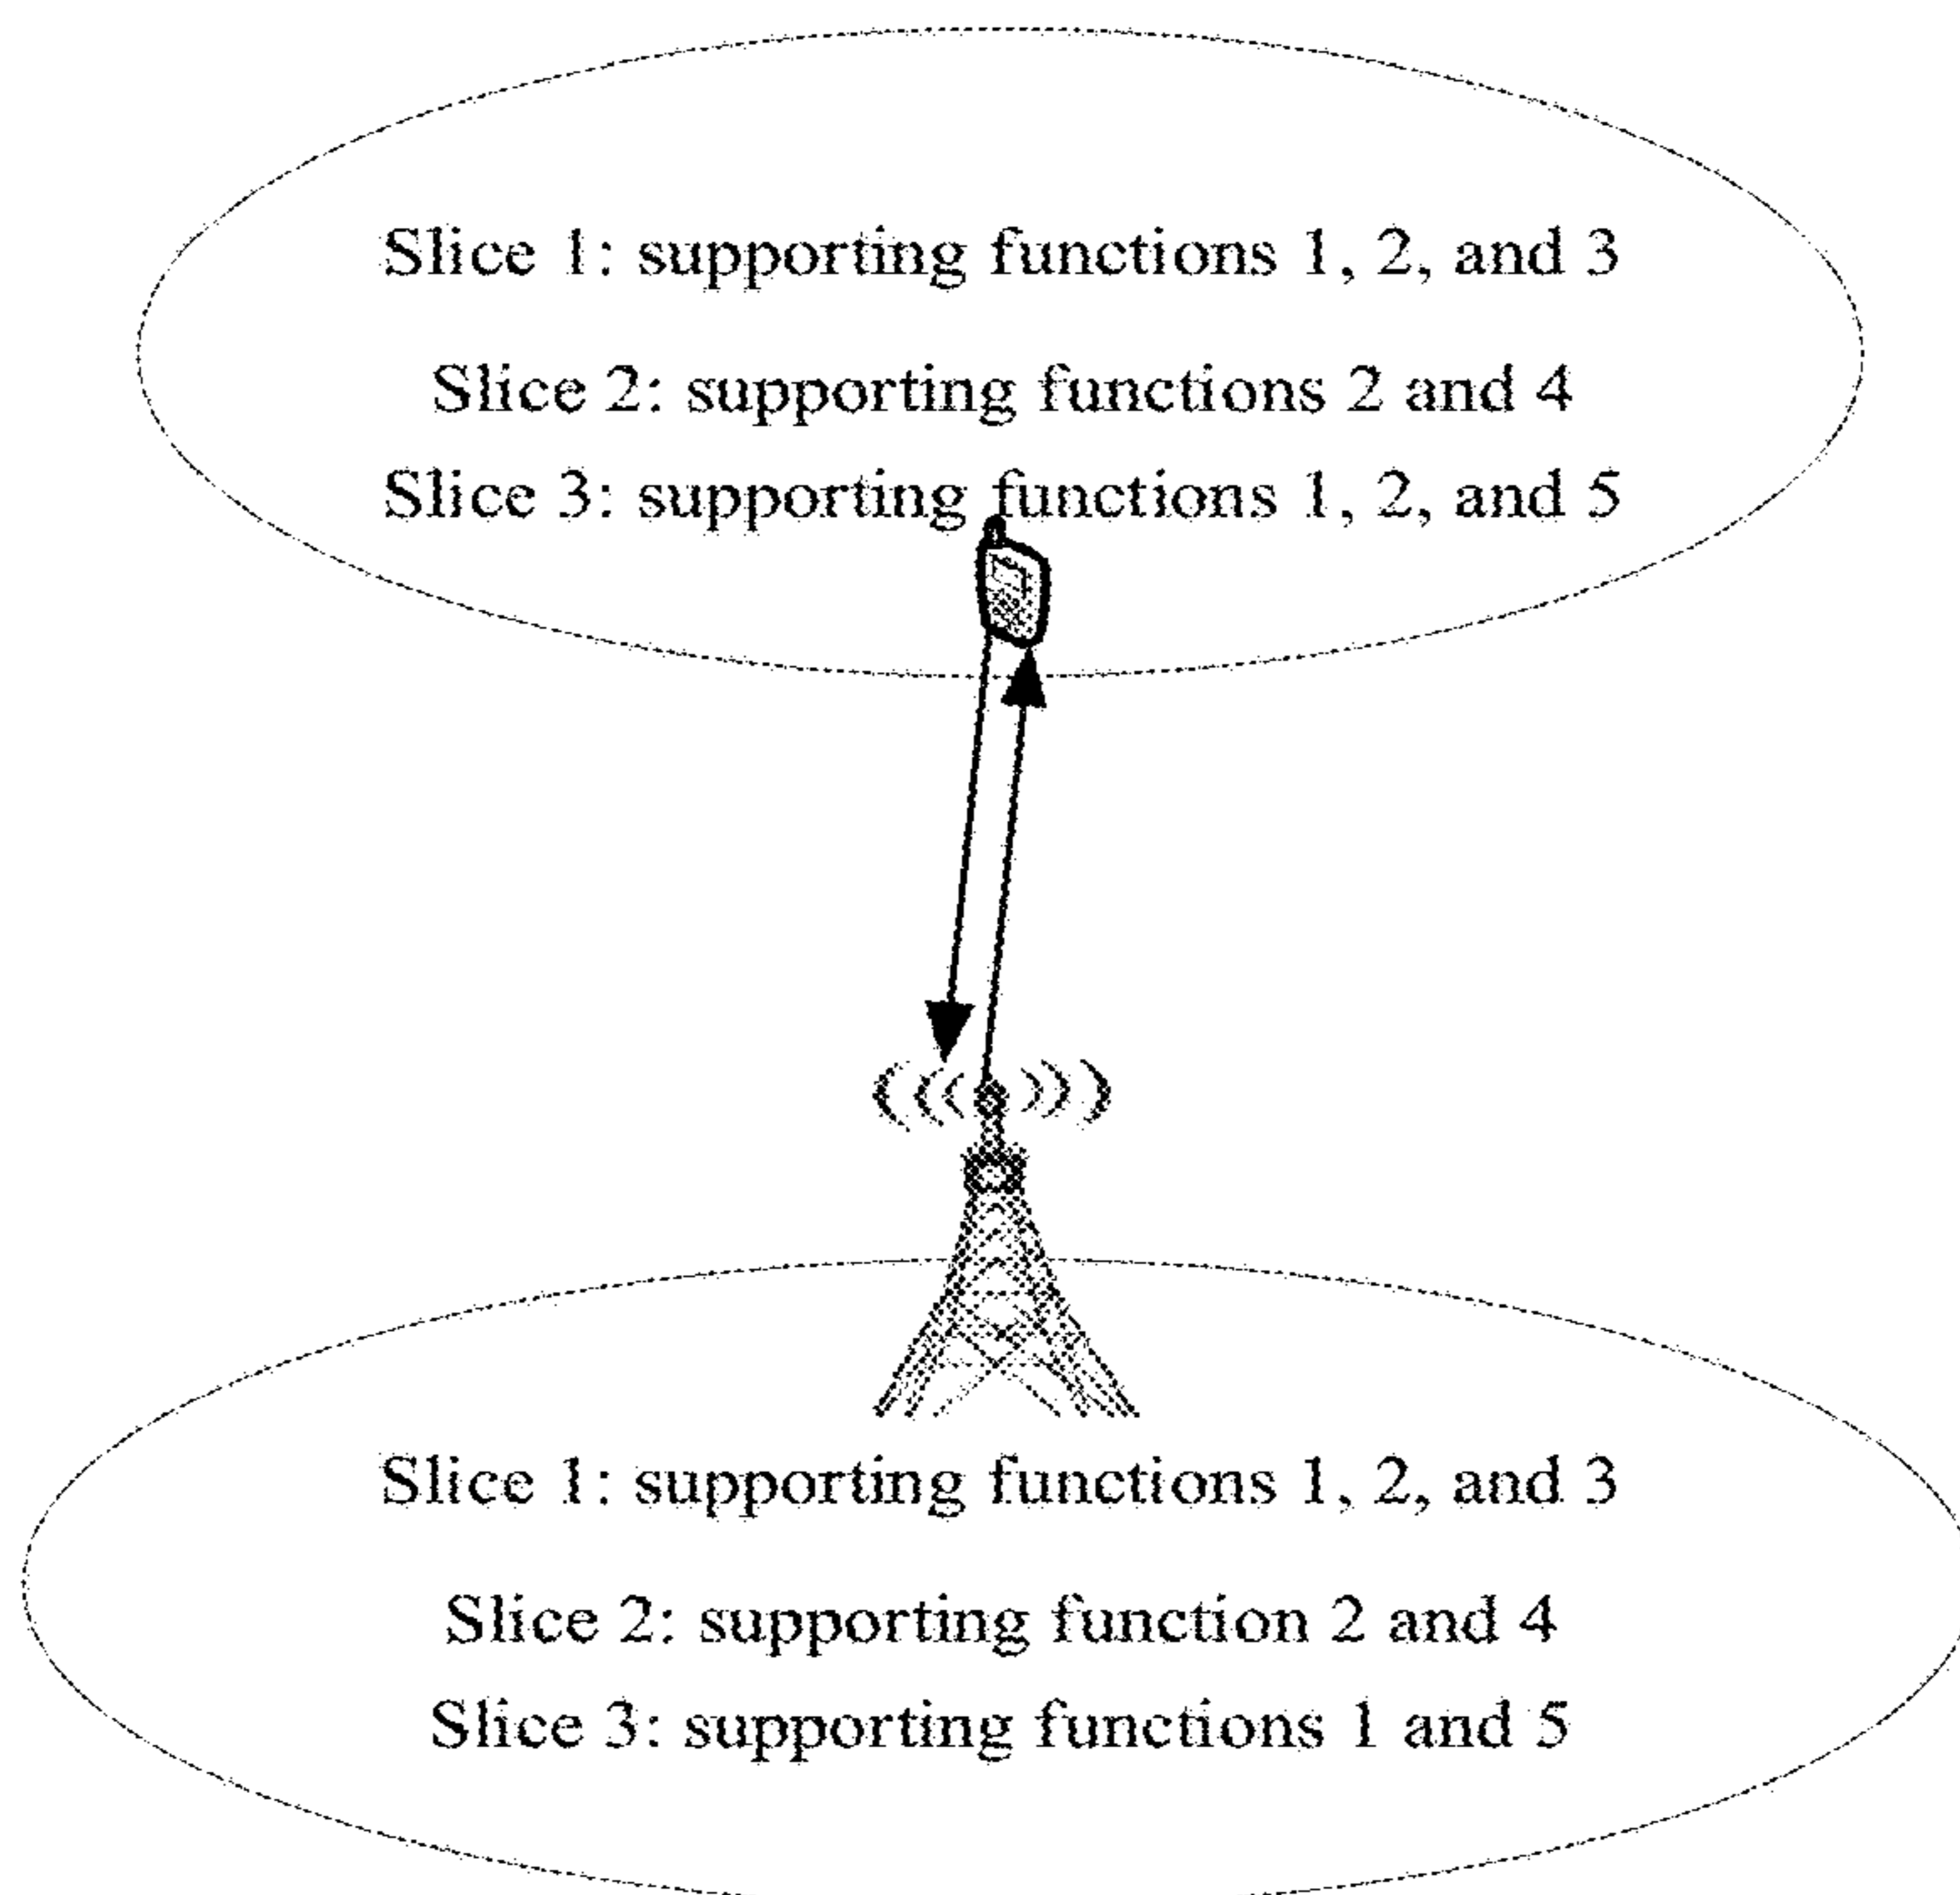 Slice 1: supporting functions 1, 2, and 3
Slice 2: supporting functions 2 and 4
Slice 3: supporting functions 1, 2, and 5
Slice 1: supporting functions 1, 2, and 3
Slice 2: supporting function 2 and 4
Slice 3: supporting functions 1 and 5